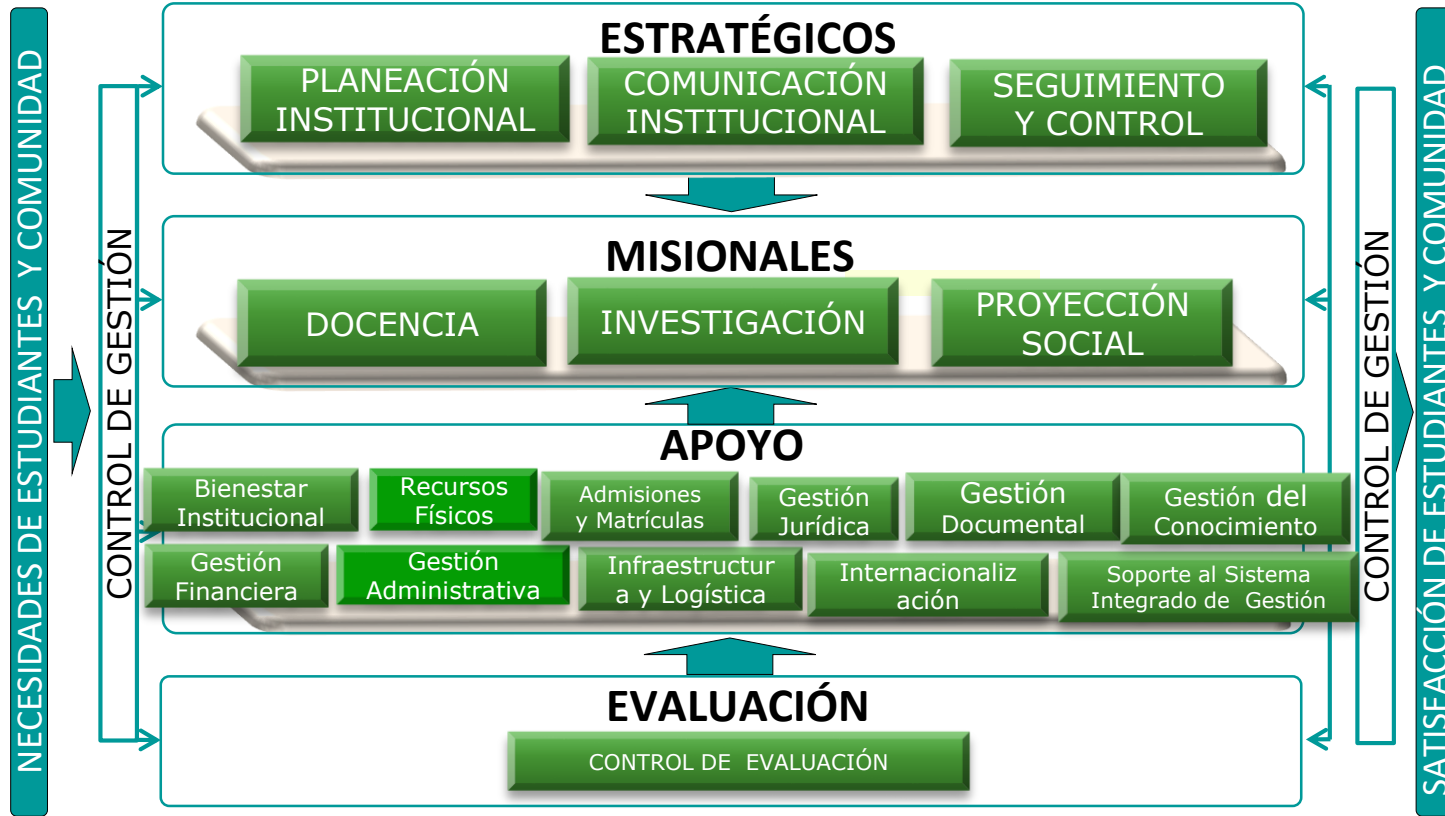 NECESIDADES DE ESTUDIANTES Y COMUNIDAD
CONTROL DE GESTIÓN
ESTRATÉGICOS
PLANEACIÓN
INSTITUCIONAL
COMUNICACIÓN
INSTITUCIONAL
SEGUIMIENTO
Y CONTROL
MISIONALES
DOCENCIA
INVESTIGACIÓN
PROYECCIÓN
SOCIAL
APOYO
Bienestar
Institucional
Recursos
Físicos
Admisiones
y Matrículas
Gestión
Jurídica
Gestión
Documental
Gestión del
Conocimiento
Gestión
Financiera
Gestión
Administrativa
Infraestructur
a y Logística
Internacionaliz
ación
Soporte al Sistema
Integrado de Gestión
EVALUACIÓN
CONTROL DE EVALUACIÓN
CONTROL DE GESTIÓN
SATISFACCIÓN DE ESTUDIANTES Y COMUNIDAD